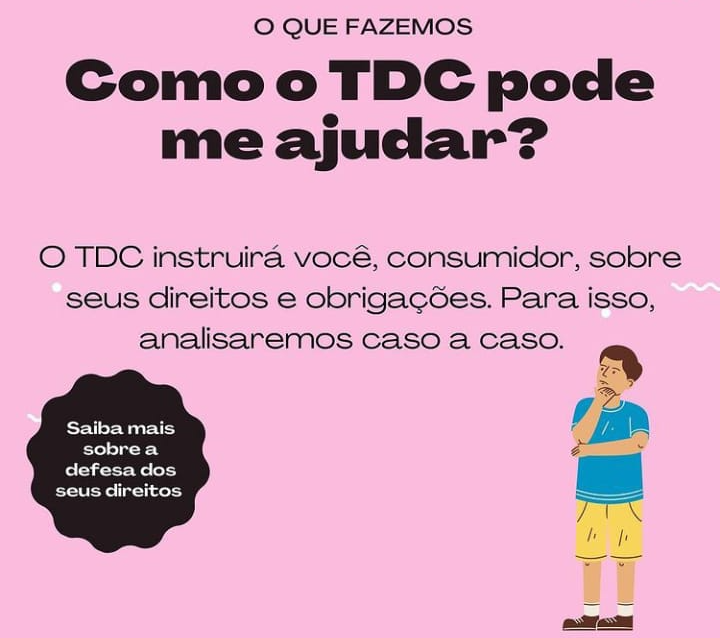 O QUE FAZEMOS
Como o TDC pode
me ajudar?
O TDC instruirá você, consumidor, sobre
seus direitos e obrigações. Para isso,
analisaremos caso a caso.
Saiba mais
sobre a
defesa dos
seus direitos